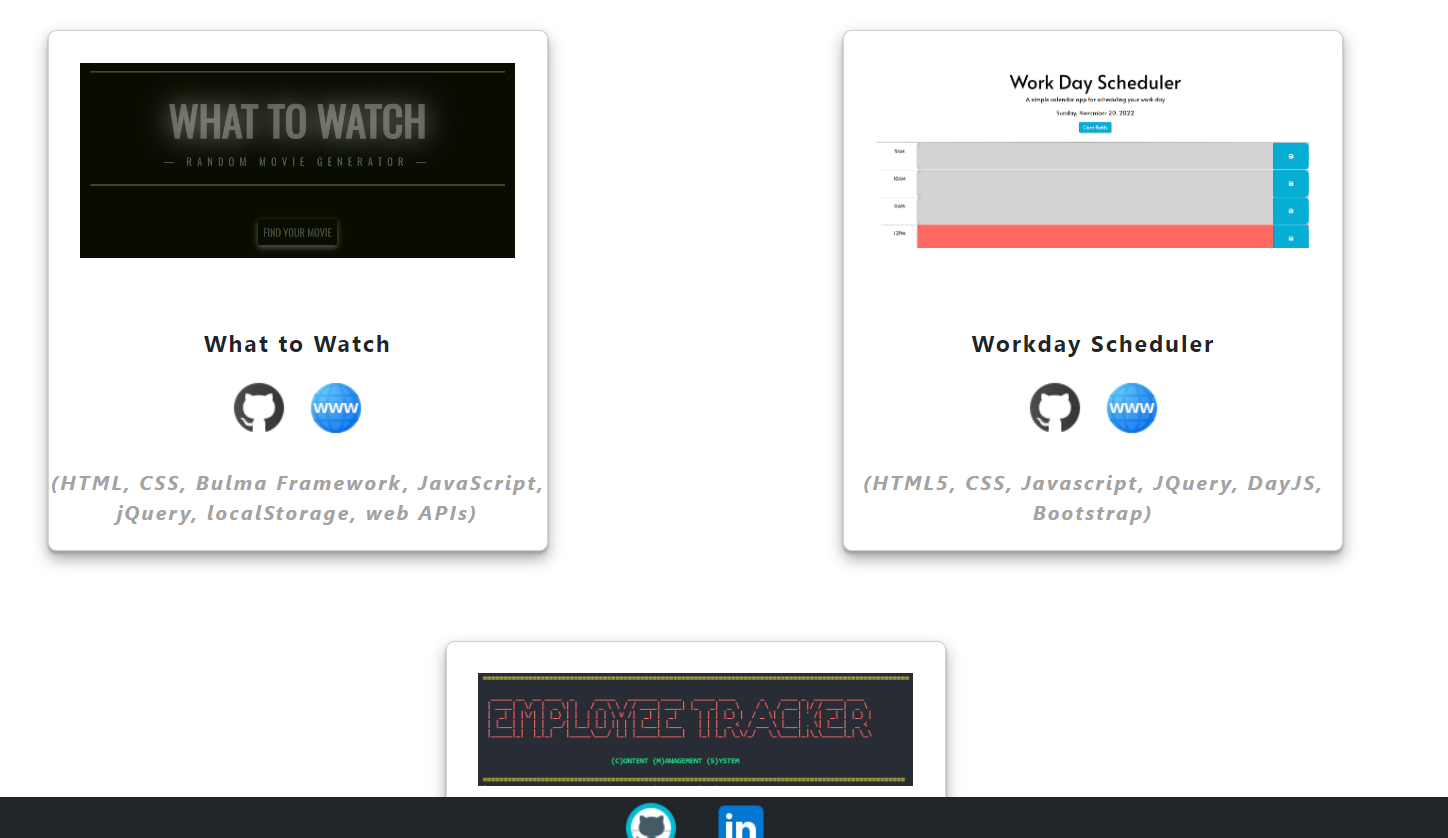 WHAT TO WATCH
— RANDOM MOVIE GENERATOR —
FIND YOUR MOVIE
What to Watch
WWW
(HTML, CSS, Bulma Framework, JavaScript,
jQuery, localStorage, web APIs)
Work Day Scheduler
A simple calendar app for scheduling your work day
Sunday, November 20, 2022
Clear Fields
9AM
10AM
11AM
12PM
Workday Scheduler
WWW
(HTML5, CSS, Javascript, JQuery, DayJS,
Bootstrap)
EMPLOYEE TRACKER
(C)ONTENT (M)ANAGEMENT (S)YSTEM
in